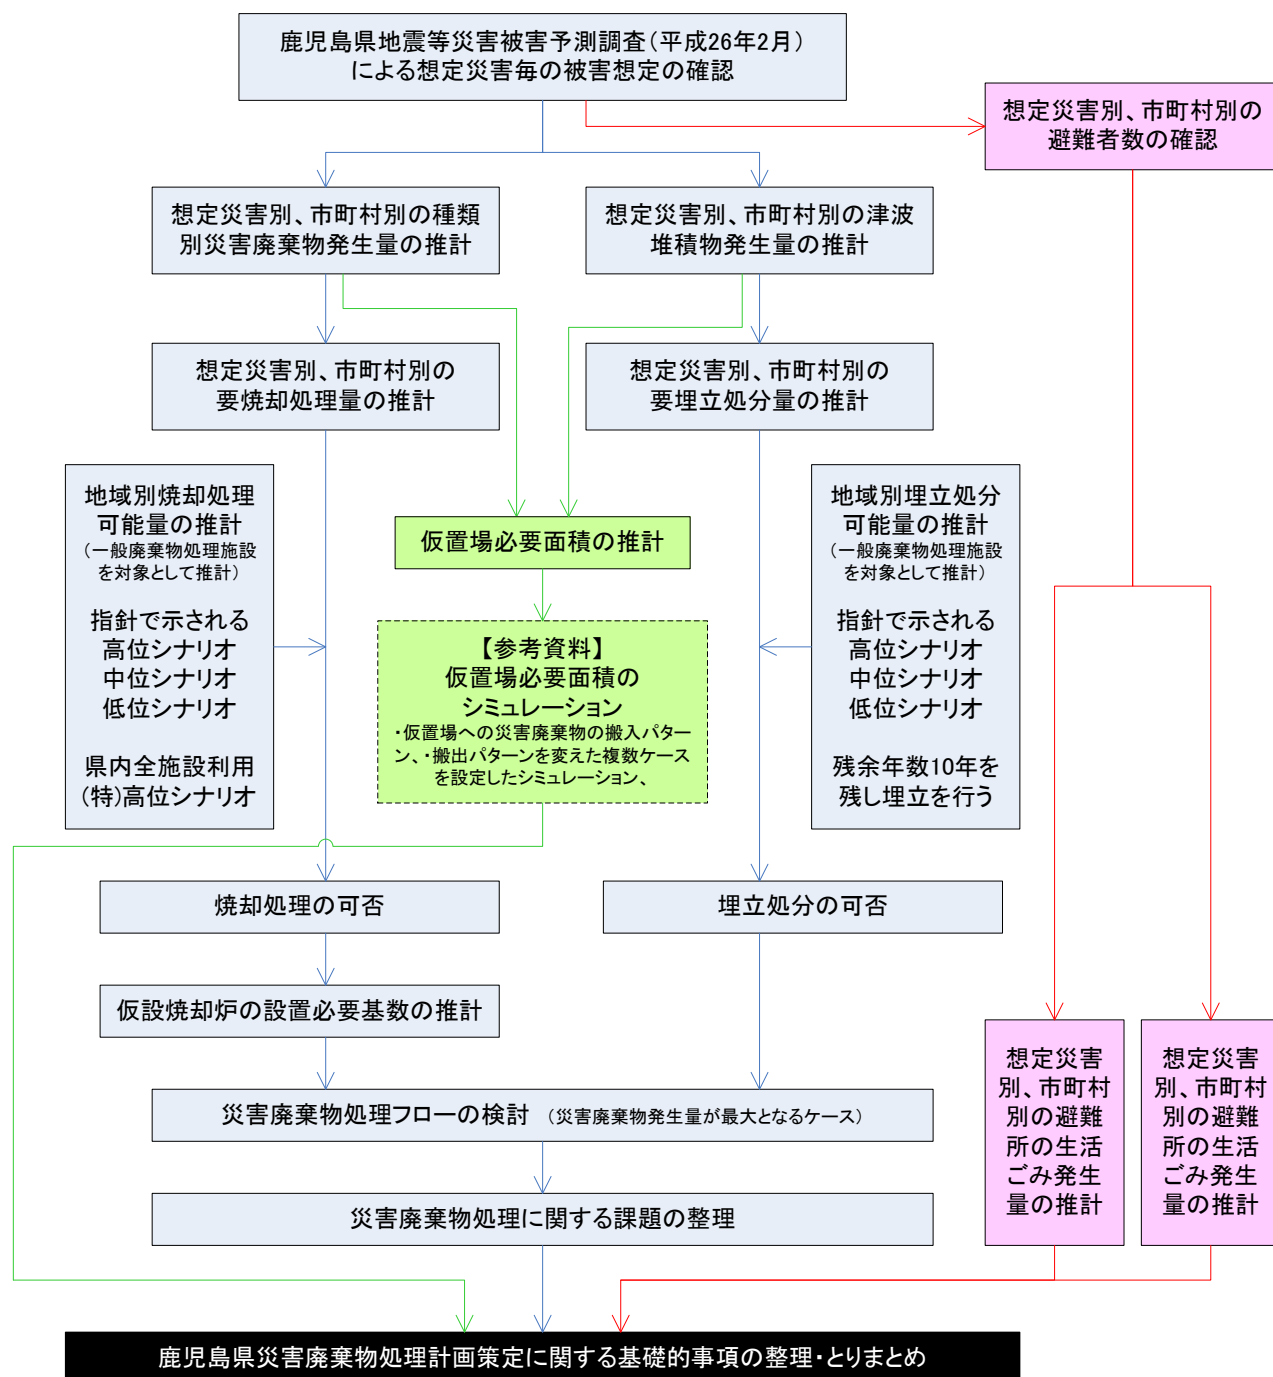 鹿児島県地震等災害被害予測調査(平成26年2月)
による想定災害毎の被害想定の確認
想定災害別、市町村別の
避難者数の確認
想定災害別、市町村別の種類
別災害廃棄物発生量の推計
想定災害別、市町村別の津波
堆積物発生量の推計
想定災害別、市町村別の
要焼却処理量の推計
想定災害別、市町村別の
要埋立処分量の推計
地域別焼却処理
可能量の推計
(一般廃棄物処理施設
を対象として推計)
指針で示される
高位シナリオ
中位シナリオ
低位シナリオ
県内全施設利用
(特)高位シナリオ
仮置場必要面積の推計
【参考資料】
仮置場必要面積の
シミュレーション
・仮置場への災害廃棄物の搬入パター
ン、・搬出パターンを変えた複数ケース
を設定したシミュレーション、
地域別埋立処分
可能量の推計
(一般廃棄物処理施設
を対象として推計)
指針で示される
高位シナリオ
中位シナリオ
低位シナリオ
残余年数10年を
残し埋立を行う
焼却処理の可否
埋立処分の可否
仮設焼却炉の設置必要基数の推計
災害廃棄物処理フローの検討 (災害廃棄物発生量が最大となるケース)
災害廃棄物処理に関する課題の整理
想定災害
別、市町村
別の避難
所の生活
ごみ発生
量の推計
想定災害
別、市町村
別の避難
所の生活
ごみ発生
量の推計
鹿児島県災害廃棄物処理計画策定に関する基礎的事項の整理・とりまとめ